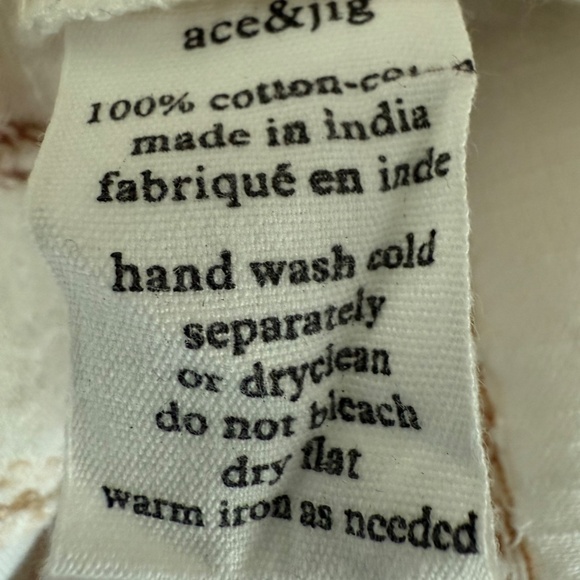 ace&jig
100% cotton-
made in india
fabriqué en inde
hand wash cold
separately
or dryclean
do not bleach
dry flat
warm iron as needed